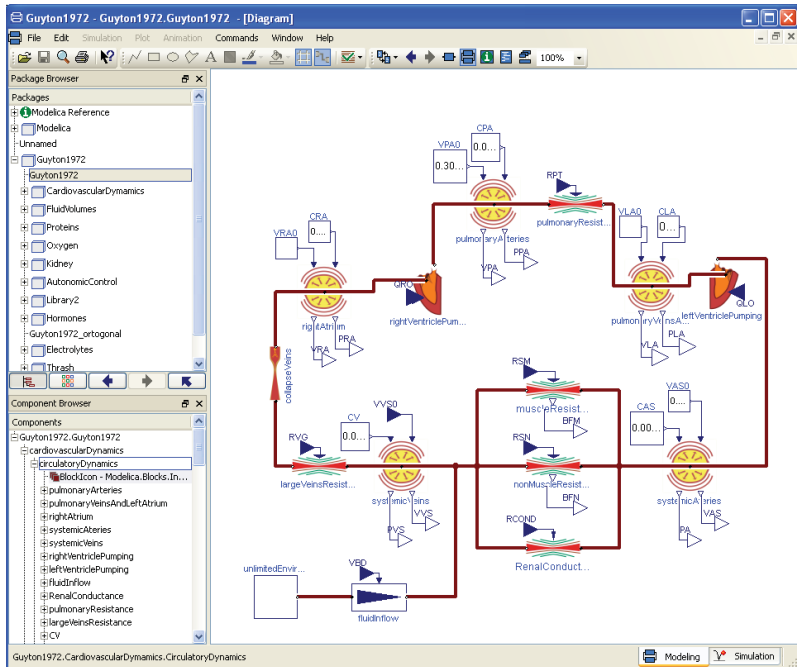 Guyton1972 - Guyton1972.Guyton1972 - [Diagram]
File Edit Simulation Plot Animation Commands Window Help
100%
Package Browser
Packages
Modelica Reference
Modelica
Unnamed
Guyton1972
Guyton1972
CardiovascularDymamics
FluidVolumes
Proteins
Oxygen
Kidney
AutonomicControl
Library2
Hormones
Guyton1972_ortogonal
Electrolytes
Thrash
Component Browser
Components
Guyton1972.Guyton1972
cardiovascularDynamics
circulatoryDynamics
BlockIcon - Modelica.Blocks.In...
pulmonaryArteries
pulmonaryVeinsAndLeftAtrium
rightAtrium
systemicAteries
systemicVeins
rightVentriclePumping
leftVentriclePumping
fluidInflow
RenalConductance
pulmonaryResistance
largeVeinsResistance
CV
CPA
VPA0
0.0...
0.30...
RPT
pulmonaryArteries
pulmonaryResist...
PPA
VPA
CRA
VRA0
0....
VLA0
CLA
0...
QRO
rightVentriclePum...
rightAtrium
PRA
VRA
QLO
leftVentriclePumping
pulmonaryVeinsA...
PLA
VLA
collapseVeins
RSM
muscleResist...
BFM
VVS0
CV
0.0...
RVG
largeVeinsResist...
systemicVeins
VVS
PVS
RSN
nonMuscleResist...
BFN
VAS0
CAS
0....
0.00...
systemicAteries
VAS
PA
RCOND
RenalConduct...
VBD
unlimitedEnvir...
fluidInflow
Guyton1972.CardiovascularDymamics.CirculatoryDynamics
Modeling Simulation